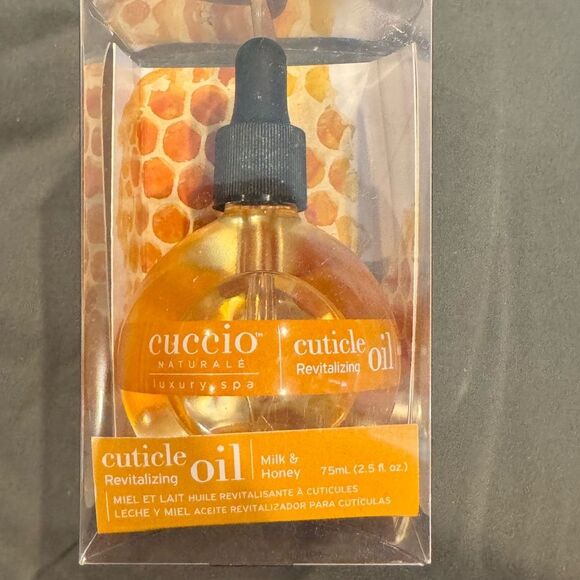 cuccio™
NATURALÉ
luxury spa
cuticle
Revitalizing oil
cuticle
Revitalizing oil
Milk &
Honey
75mL (2.5 fl. oz.)
MIEL ET LAIT HUILE REVITALISANTE À CUTICULES
LECHE Y MIEL ACEITE REVITALIZADOR PARA CUTÍCULAS